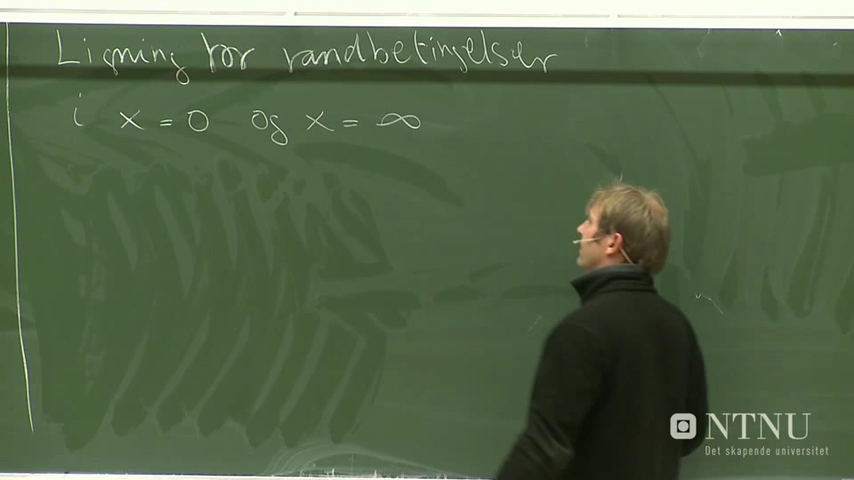 Ligning for randbetingelser
i x = 0 og x = ∞
NTNU
Det skapende universitet